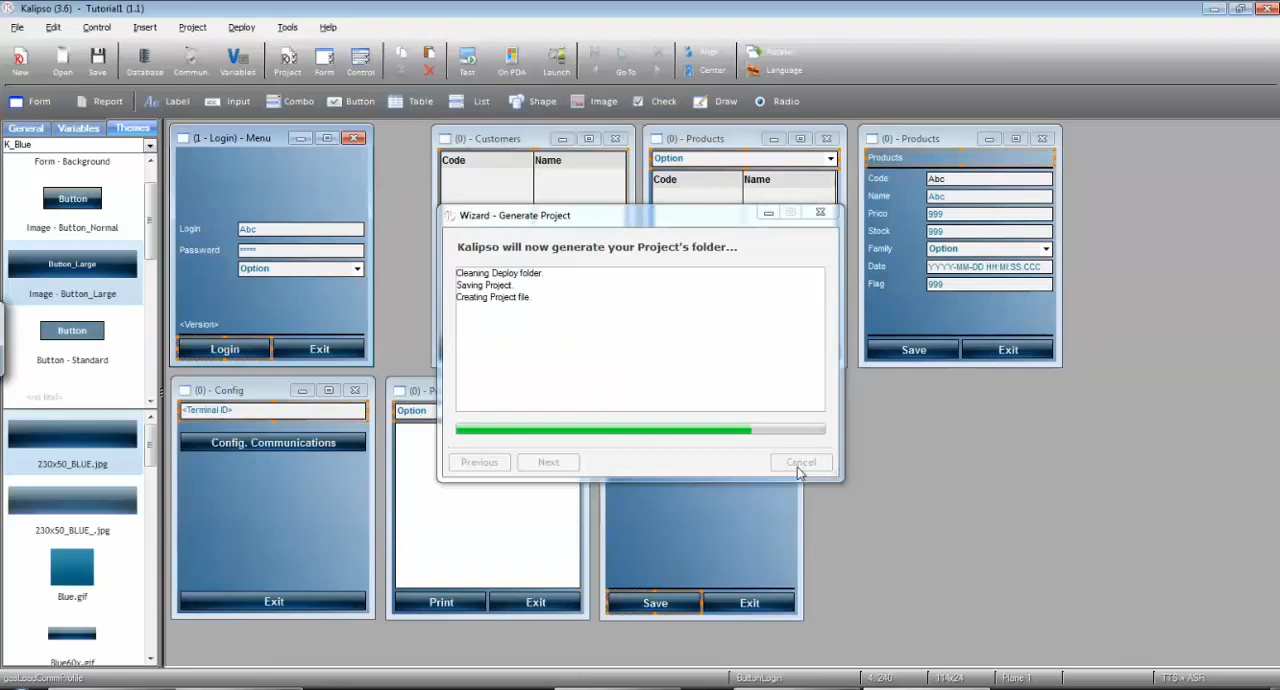 Kalipso (3.6) - Tutorial1 (1.1)
File Edit Control Insert Project Deploy Tools Help
New Open Save Database Commun. Variables Project Form Control Test On PDA Launch Go To Align Center Language
Form Report Label Input Combo Button Table List Shape Image Check Draw Radio
General Variables Themes
K_Blue
Form - Background
Button
Image - Button_Normal
Button_Large
Image - Button_Large
Button
Button - Standard
<no text>
230x50_BLUE.jpg
230x50_BLUE_.jpg
Blue.gif
Blue60x.gif
(1 - Login) - Menu
Login Abc
Password *****
Option
<Version>
Login Exit
(0) - Customers
Code Name
(0) - Products
Option
Code Name
(0) - Products
Products
Code Abc
Name Abc
Price 999
Stock 999
Family Option
Date YYYY-MM-DD HH:MI:SS.CCC
Flag 999
Save Exit
Wizard - Generate Project
Kalipso will now generate your Project's folder...
Cleaning Deploy folder.
Saving Project.
Creating Project file.
Previous Next Cancel
(0) - Config
<Terminal ID>
Config. Communications
Exit
(0) - P
Option
Print Exit
Save Exit
gasLoadCommProfile ButtonLogin 4, 240 114x24 Plane 1 TTS + ASR